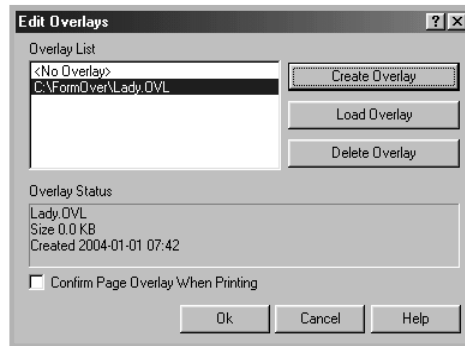 Edit Overlays
Overlay List
<No Overlay>
C:\FormOver\Lady.OVL
Create Overlay
Load Overlay
Delete Overlay
Overlay Status
Lady.OVL
Size 0.0 KB
Created 2004-01-01 07:42
Confirm Page Overlay When Printing
Ok Cancel Help